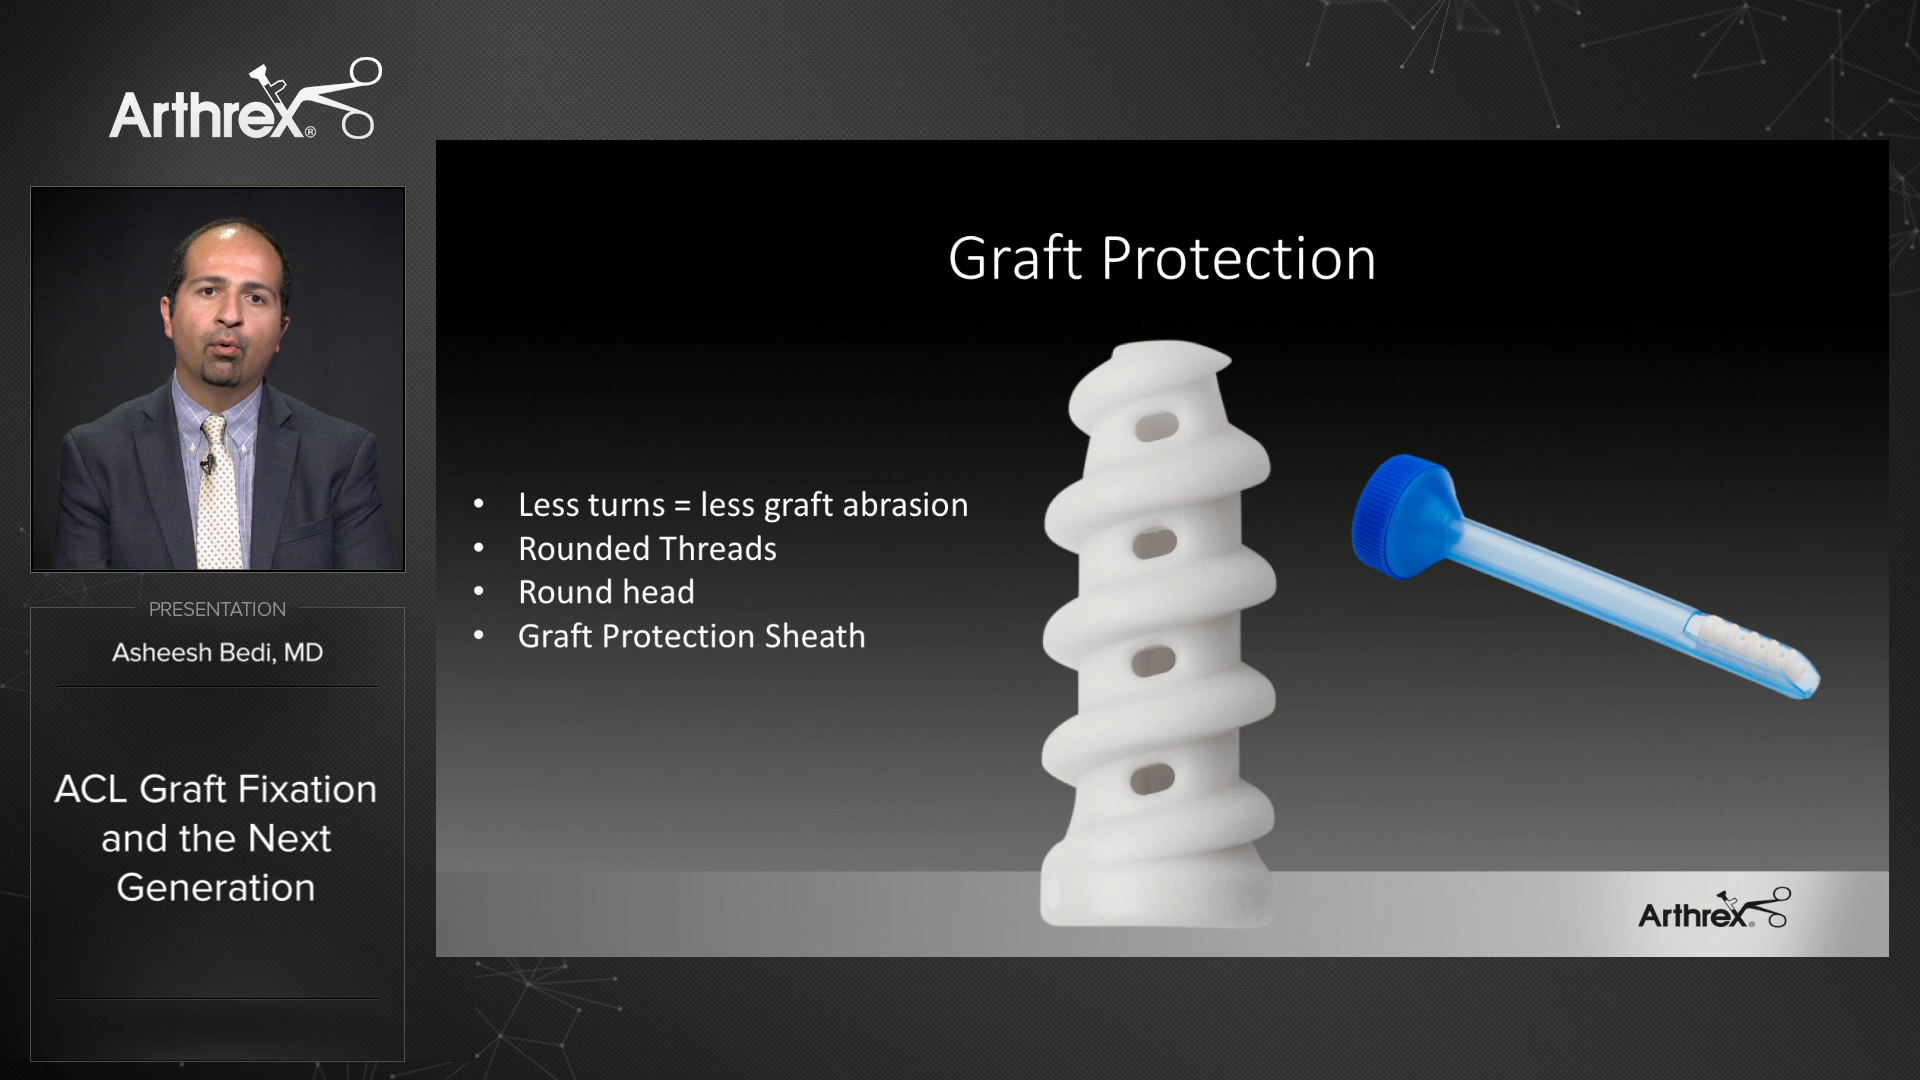 Arthrex®
PRESENTATION
Asheesh Bedi, MD
ACL Graft Fixation
and the Next
Generation
Graft Protection
• Less turns = less graft abrasion
• Rounded Threads
• Round head
• Graft Protection Sheath
Arthrex®